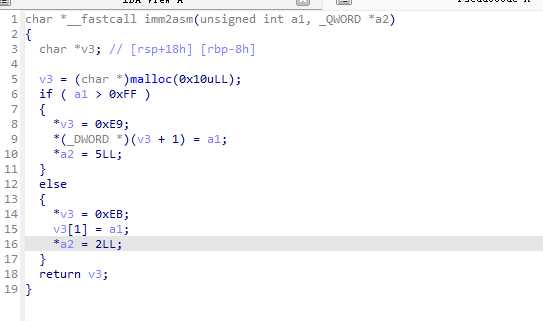 1 char *__fastcall imm2asm(unsigned int a1, _QWORD *a2)
2 {
3 char *v3; // [rsp+18h] [rbp-8h]
4
5 v3 = (char *)malloc(0x10uLL);
6 if ( a1 > 0xFF )
7 {
8 *v3 = 0xE9;
9 *(_DWORD *)(v3 + 1) = a1;
10 *a2 = 5LL;
11 }
12 else
13 {
14 *v3 = 0xEB;
15 v3[1] = a1;
16 *a2 = 2LL;
17 }
18 return v3;
19 }